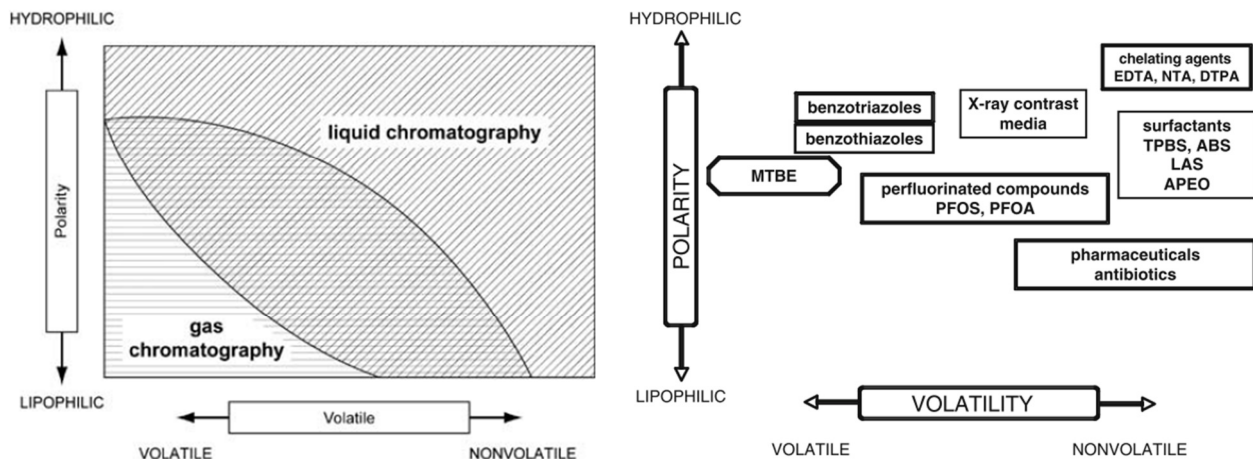 HYDROPHILIC
Polarity
LIPOPHILIC
liquid chromatography
gas
chromatography
Volatile
VOLATILE
NONVOLATILE
HYDROPHILIC
POLARITY
LIPOPHILIC
chelating agents
EDTA, NTA, DTPA
benzotriazoles
benzothiazoles
X-ray contrast
media
surfactants
TPBS, ABS
LAS
APEO
MTBE
perfluorinated compounds
PFOS, PFOA
pharmaceuticals
antibiotics
VOLATILITY
VOLATILE
NONVOLATILE